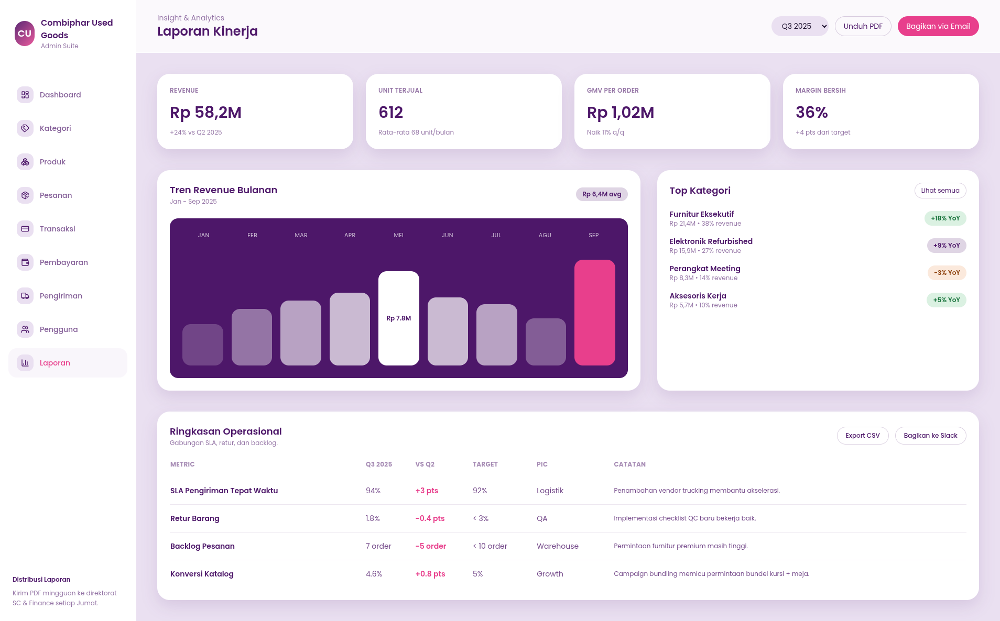 CU
Combiphar Used
Goods
Admin Suite
Dashboard
Kategori
Produk
Pesanan
Transaksi
Pembayaran
Pengiriman
Pengguna
Laporan
Distribusi Laporan
Kirim PDF mingguan ke direktorat
SC & Finance setiap Jumat.
Insight & Analytics
Laporan Kinerja
Q3 2025
Unduh PDF
Bagikan via Email
REVENUE
Rp 58,2M
+24% vs Q2 2025
UNIT TERJUAL
612
Rata-rata 68 unit/bulan
GMV PER ORDER
Rp 1,02M
Naik 11% q/q
MARGIN BERSIH
36%
+4 pts dari target
Tren Revenue Bulanan
Jan - Sep 2025
Rp 6,4M avg
JAN FEB MAR APR MEI JUN JUL AGU SEP
Rp 7.8M
Top Kategori
Lihat semua
Furnitur Eksekutif
Rp 21,4M • 38% revenue
+18% YoY
Elektronik Refurbished
Rp 15,9M • 27% revenue
+9% YoY
Perangkat Meeting
Rp 8,3M • 14% revenue
-3% YoY
Aksesoris Kerja
Rp 5,7M • 10% revenue
+5% YoY
Ringkasan Operasional
Gabungan SLA, retur, dan backlog.
Export CSV
Bagikan ke Slack
METRIC Q3 2025 VS Q2 TARGET PIC CATATAN
SLA Pengiriman Tepat Waktu 94% +3 pts 92% Logistik Penambahan vendor trucking membantu akselerasi.
Retur Barang 1.8% -0.4 pts < 3% QA Implementasi checklist QC baru bekerja baik.
Backlog Pesanan 7 order -5 order < 10 order Warehouse Permintaan furnitur premium masih tinggi.
Konversi Katalog 4.6% +0.8 pts 5% Growth Campaign bundling memicu permintaan bundel kursi + meja.